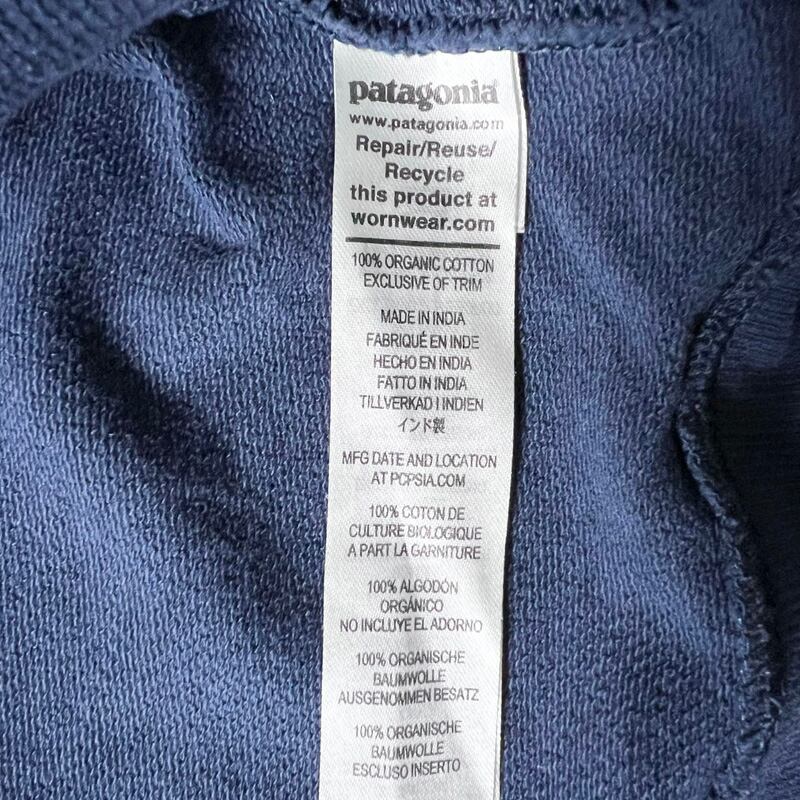 patagonia
www.patagonia.com
Repair/Reuse/
Recycle
this product at
wornwear.com
100% ORGANIC COTTON
EXCLUSIVE OF TRIM
MADE IN INDIA
FABRIQUÉ EN INDE
HECHO EN INDIA
FATTO IN INDIA
TILLVERKAD I INDIEN
インド製
MFG DATE AND LOCATION
AT PCPSIA.COM
100% COTON DE
CULTURE BIOLOGIQUE
A PART LA GARNITURE
100% ALGODÓN
ORGÁNICO
NO INCLUYE EL ADORNO
100% ORGANISCHE
BAUMWOLLE
AUSGENOMMEN BESATZ
100% ORGANISCHE
BAUMWOLLE
ESCLUSO INSERTO